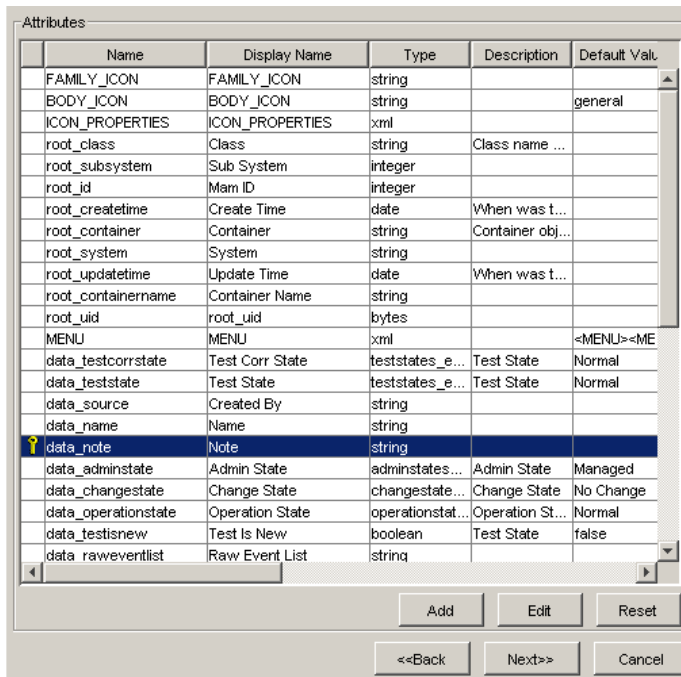 Attributes
Name Display Name Type Description Default Valu
FAMILY_ICON FAMILY_ICON string
BODY_ICON BODY_ICON string general
ICON_PROPERTIES ICON_PROPERTIES xml
root_class Class string Class name ...
root_subsystem Sub System integer
root_id Mam ID integer
root_createtime Create Time date When was t...
root_container Container string Container obj...
root_system System string
root_updatetime Update Time date When was t...
root_containername Container Name string
root_uid root_uid bytes
MENU MENU xml <MENU><ME
data_testcorrstate Test Corr State teststates_e... Test State Normal
data_teststate Test State teststates_e... Test State Normal
data_source Created By string
data_name Name string
data_note Note string
data_adminstate Admin State adminstates... Admin State Managed
data_changestate Change State changestate... Change State No Change
data_operationstate Operation State operationstat... Operation St... Normal
data_testisnew Test Is New boolean Test State false
data_raweventlist Raw Event List string
Add Edit Reset
<<Back Next>> Cancel